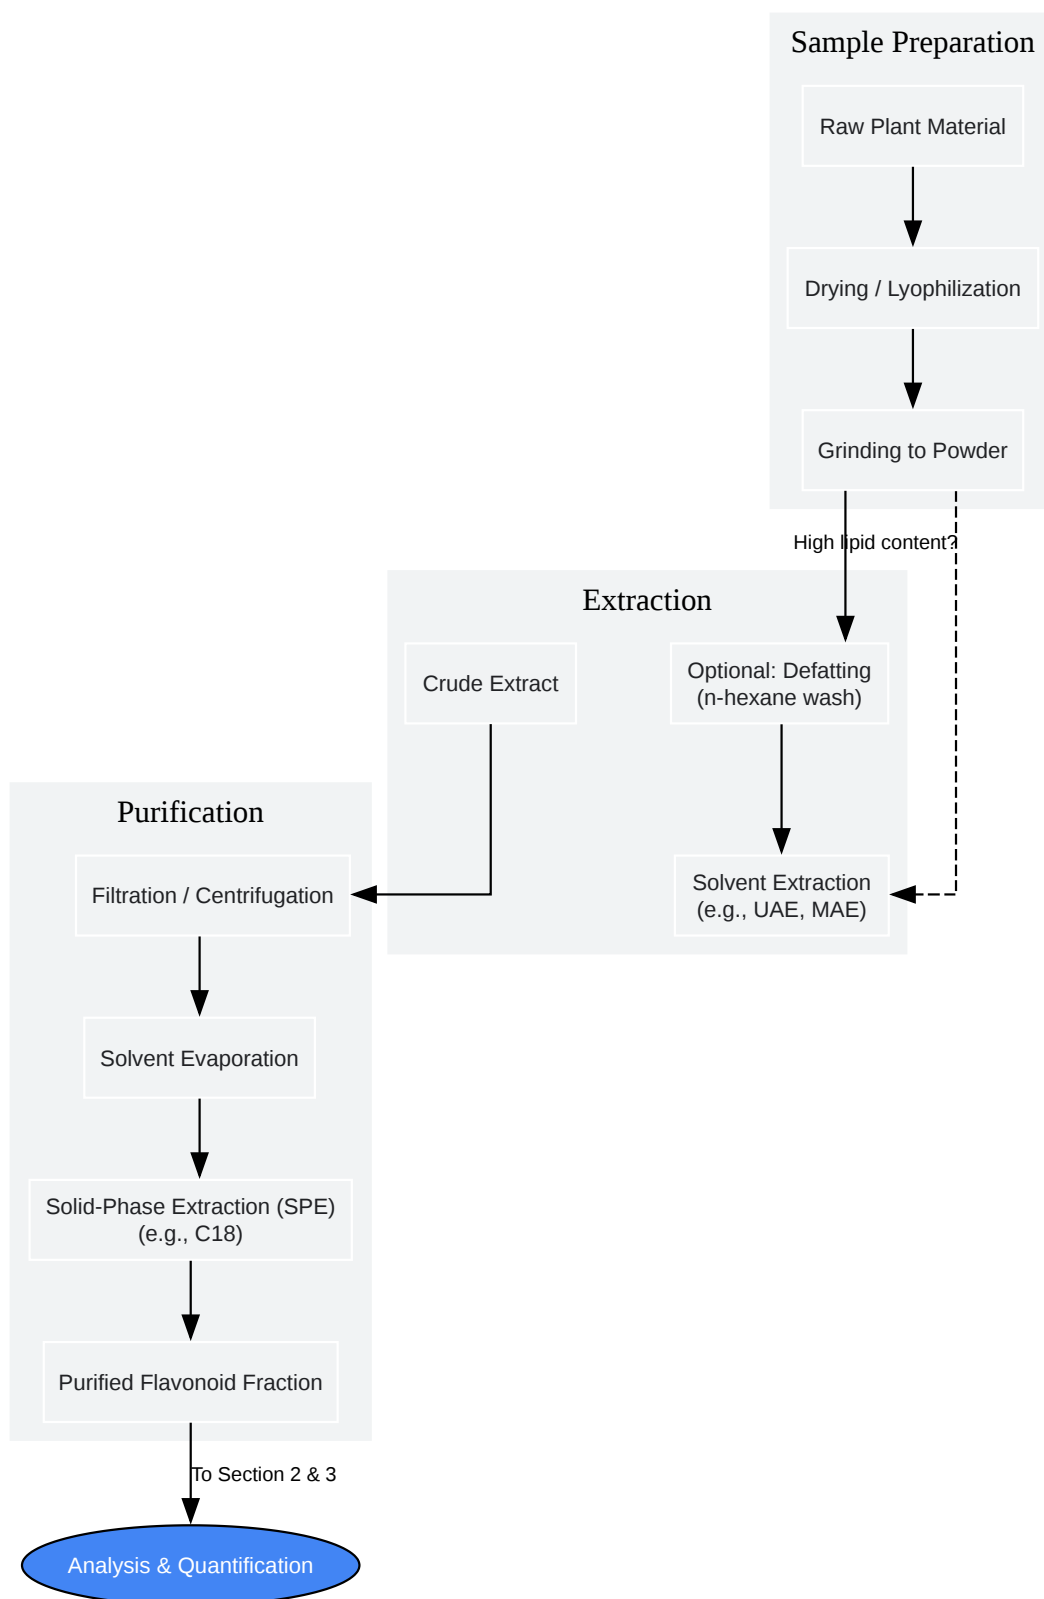 Sample Preparation
Raw Plant Material
Drying / Lyophilization
Grinding to Powder
High lipid content?
Extraction
Crude Extract
Optional: Defatting
(n-hexane wash)
Solvent Extraction
(e.g., UAE, MAE)
Purification
Filtration / Centrifugation
Solvent Evaporation
Solid-Phase Extraction (SPE)
(e.g., C18)
Purified Flavonoid Fraction
To Section 2 & 3
Analysis & Quantification